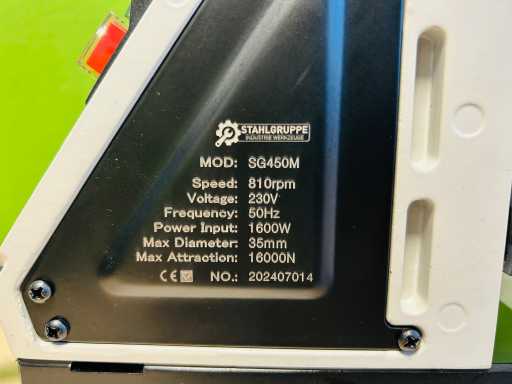 STAHLGRUPPE
INDUSTRIE WERKZEUGE
MOD: SG450M
Speed: 810rpm
Voltage: 230V
Frequency: 50Hz
Power Input: 1600W
Max Diameter: 35mm
Max Attraction: 16000N
CE NO.: 202407014